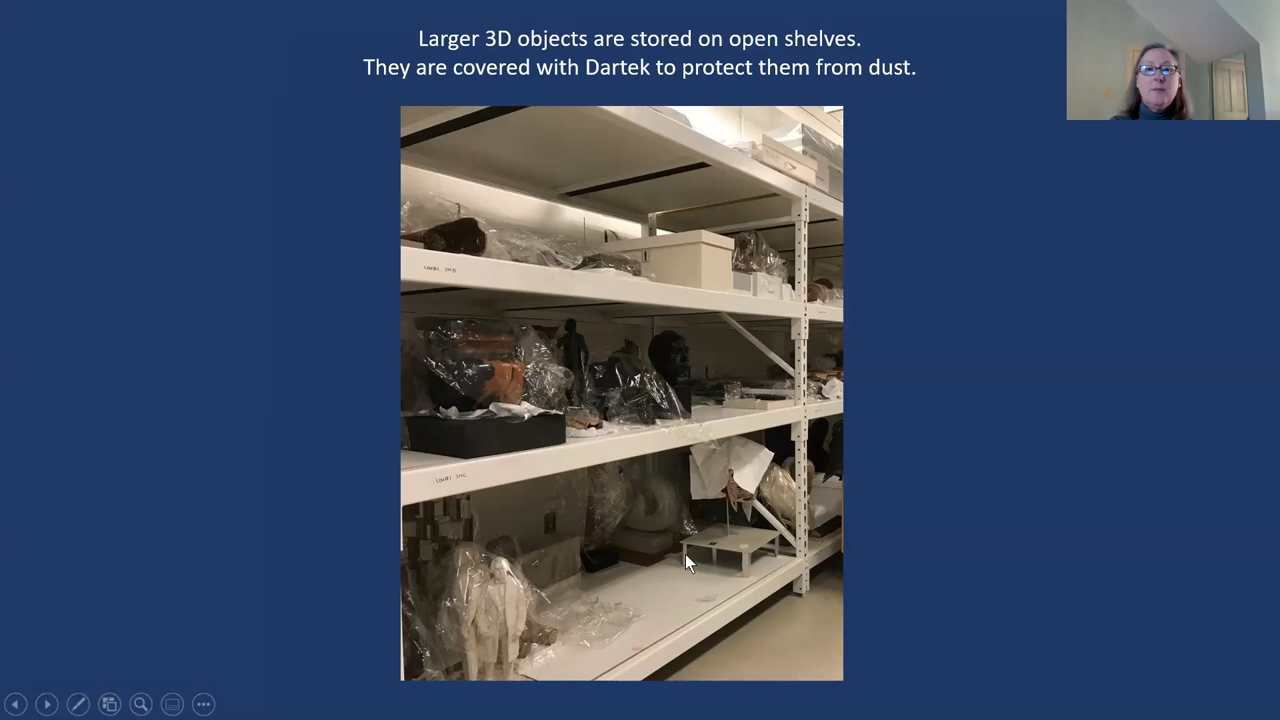 Larger 3D objects are stored on open shelves.
They are covered with Dartek to protect them from dust.